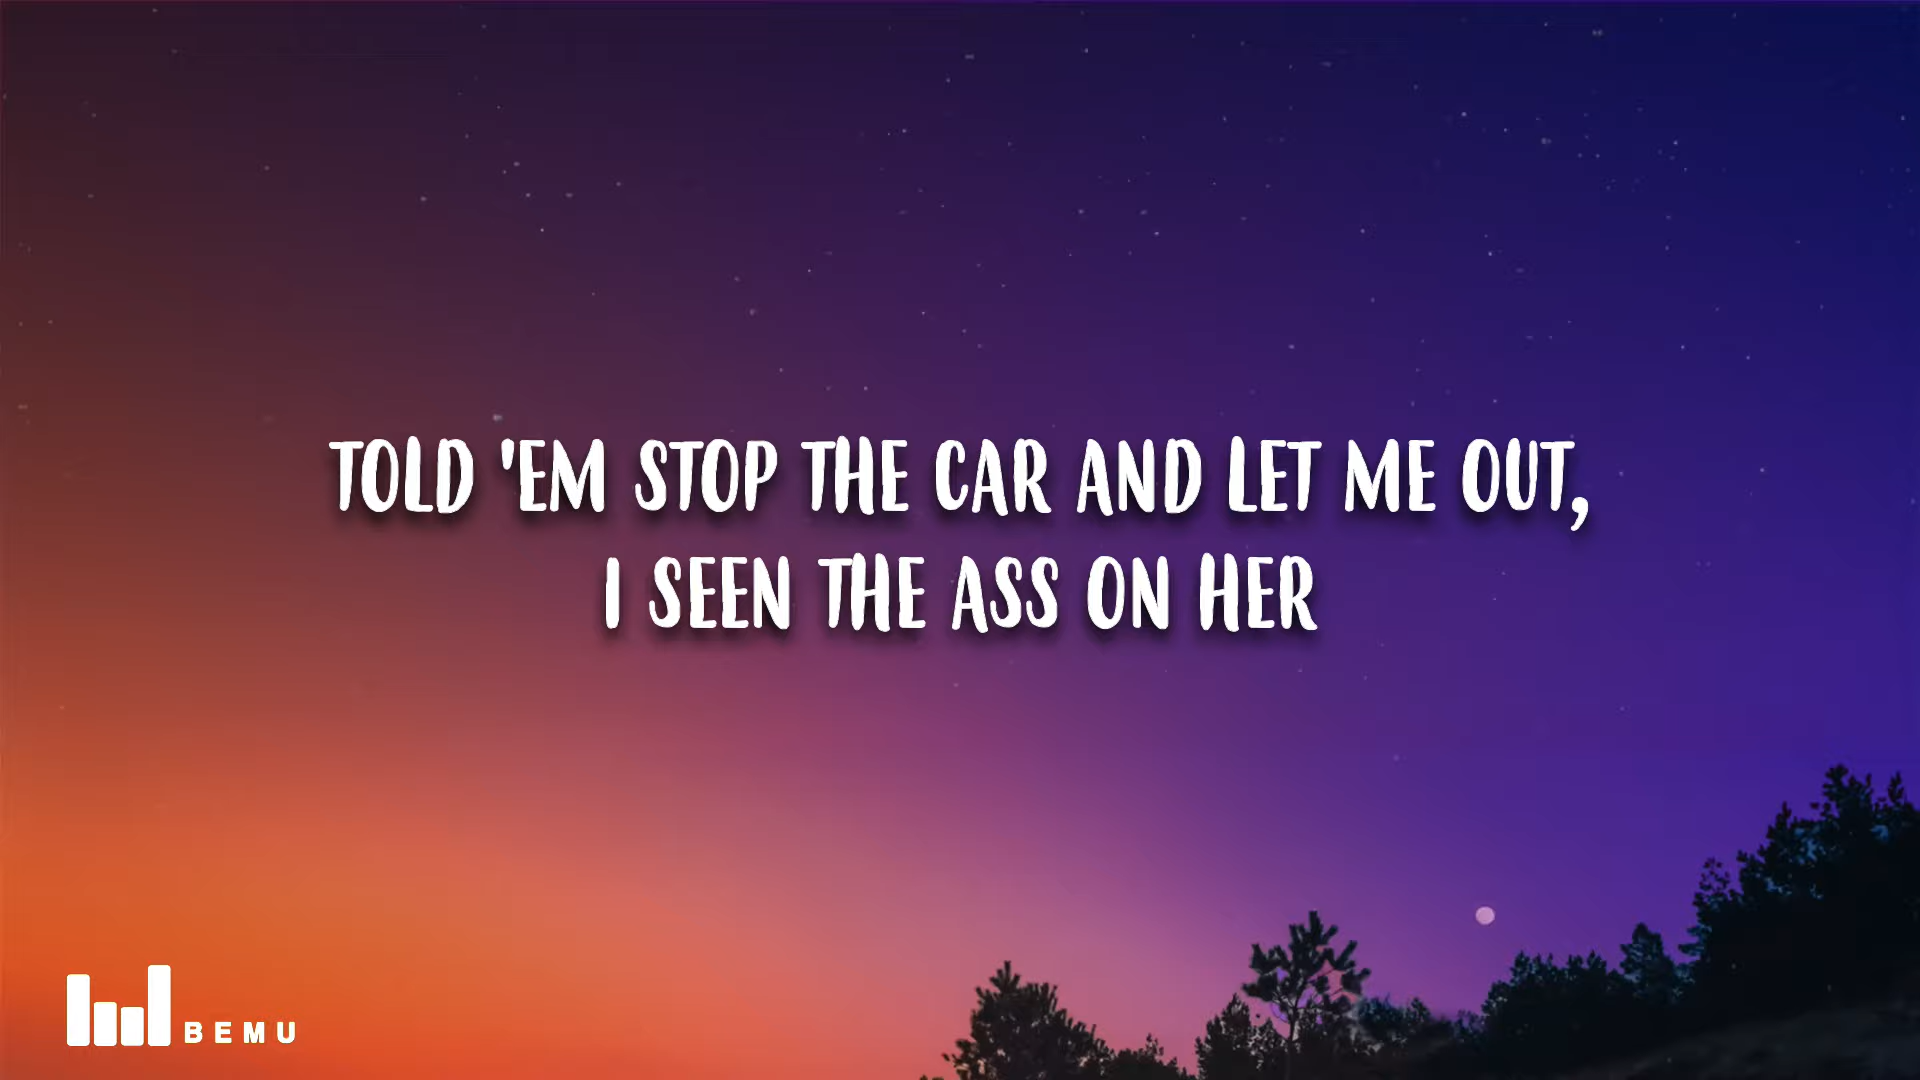 TOLD 'EM STOP THE CAR AND LET ME OUT,
I SEEN THE ASS ON HER
BEMU